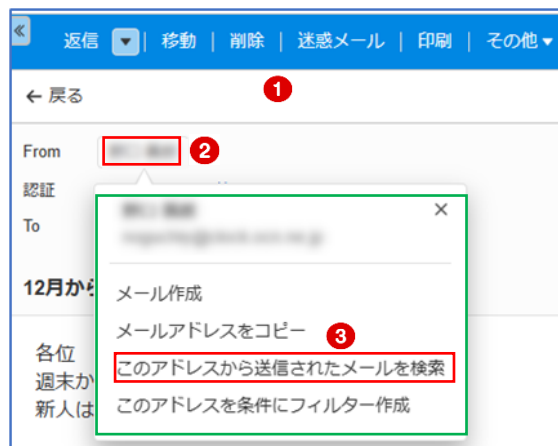 «
返信 ▼ | 移動 | 削除 | 迷惑メール | 印刷 | その他▼
1
← 戻る
From
2
認証
To
×
12月から
メール作成
メールアドレスをコピー
3
各位
このアドレスから送信されたメールを検索
週末か
このアドレスを条件にフィルター作成
新人は